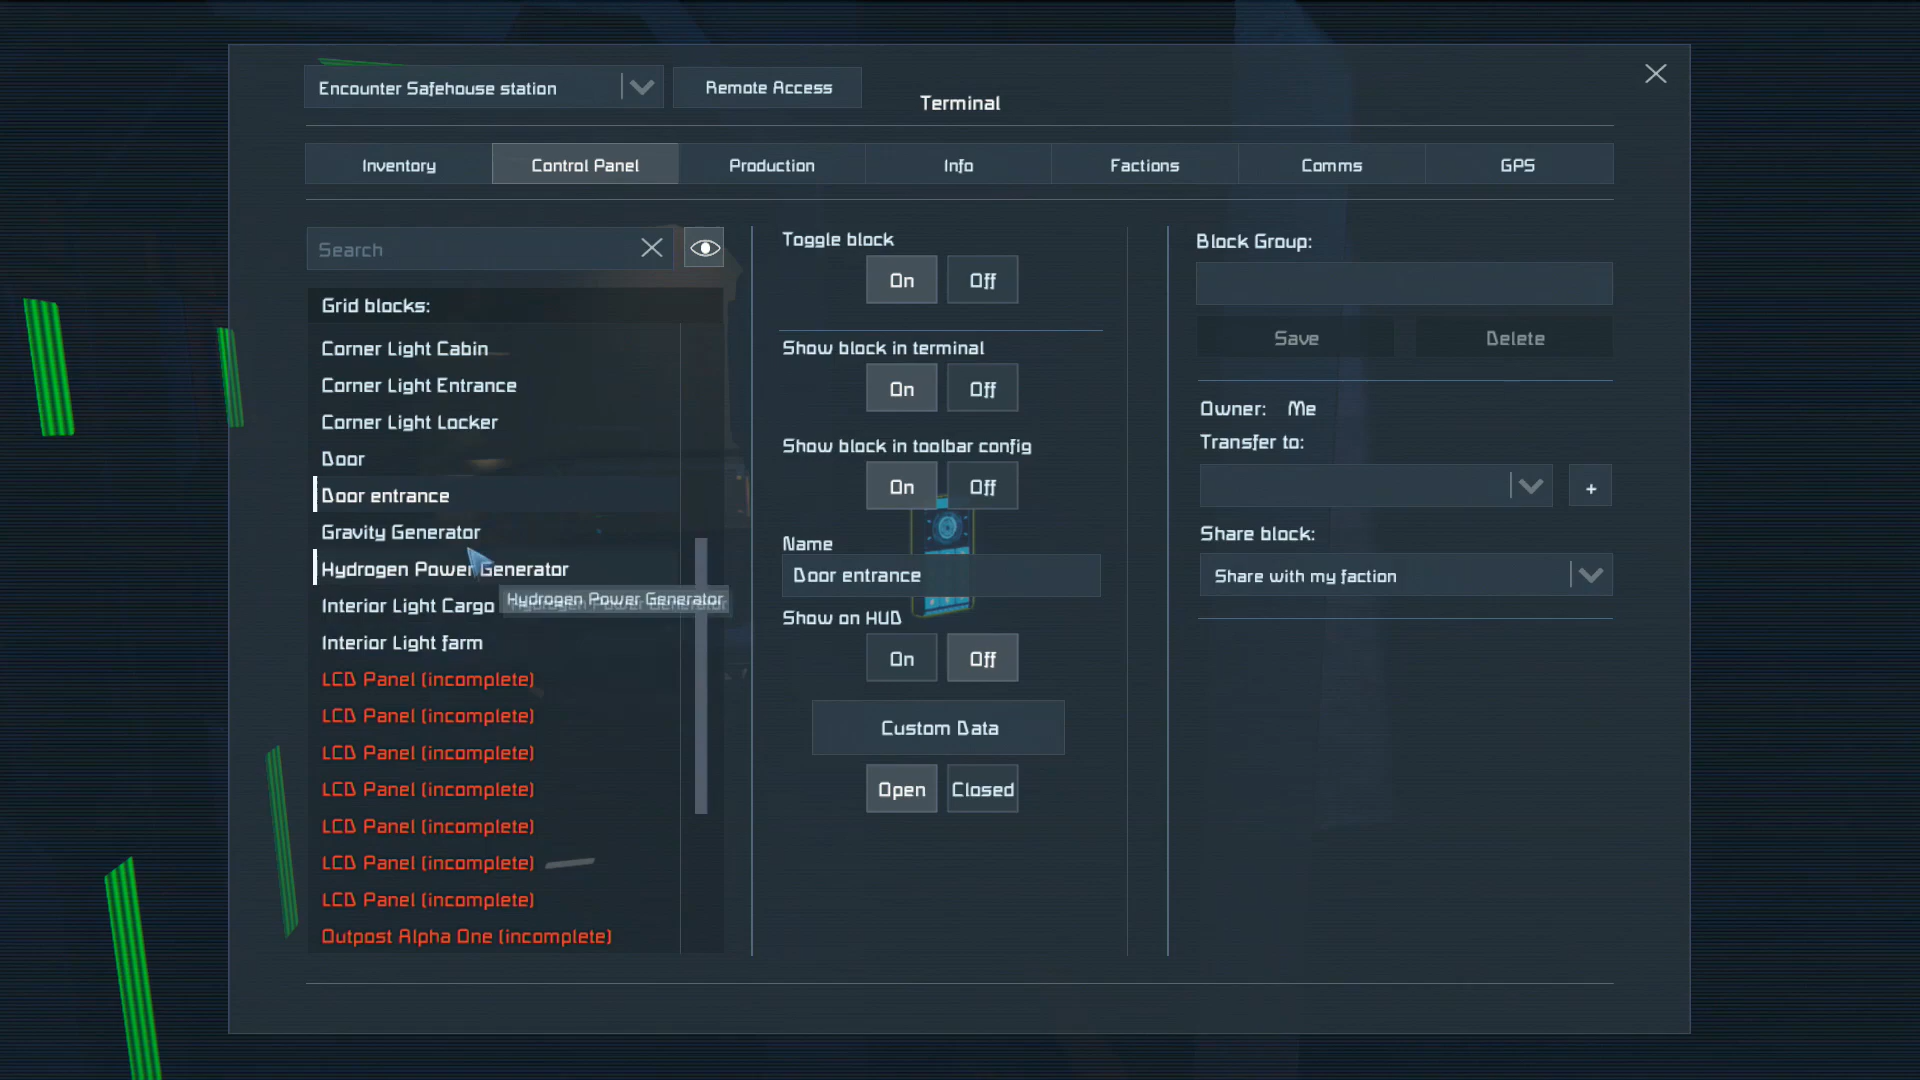 Encounter Safehouse station
Remote Access
Terminal
Inventory
Control Panel
Production
Info
Factions
Comms
GPS
Search
Grid blocks:
Corner Light Cabin
Corner Light Entrance
Corner Light Locker
Door
Door entrance
Gravity Generator
Hydrogen Power Generator
Interior Light Cargo
Hydrogen Power Generator
Interior Light farm
LCD Panel (incomplete)
LCD Panel (incomplete)
LCD Panel (incomplete)
LCD Panel (incomplete)
LCD Panel (incomplete)
LCD Panel (incomplete)
LCD Panel (incomplete)
Outpost Alpha One (incomplete)
Toggle block
On Off
Show block in terminal
On Off
Show block in toolbar config
On Off
Name
Door entrance
Show on HUD
On Off
Custom Data
Open Closed
Block Group:
Save Delete
Owner: Me
Transfer to:
+
Share block:
Share with my faction